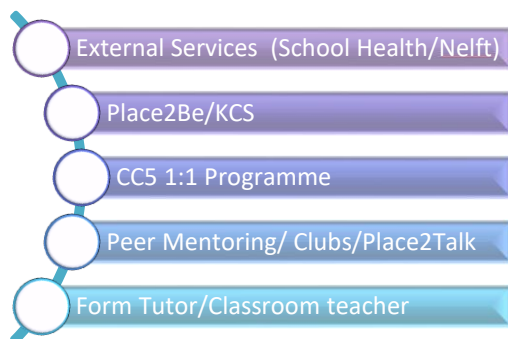 External Services  (School Health/Nelft)
Place2Be/KCS
CC5 1:1 Programme
Peer Mentoring/ Clubs/Place2Talk
Form Tutor/Classroom teacher